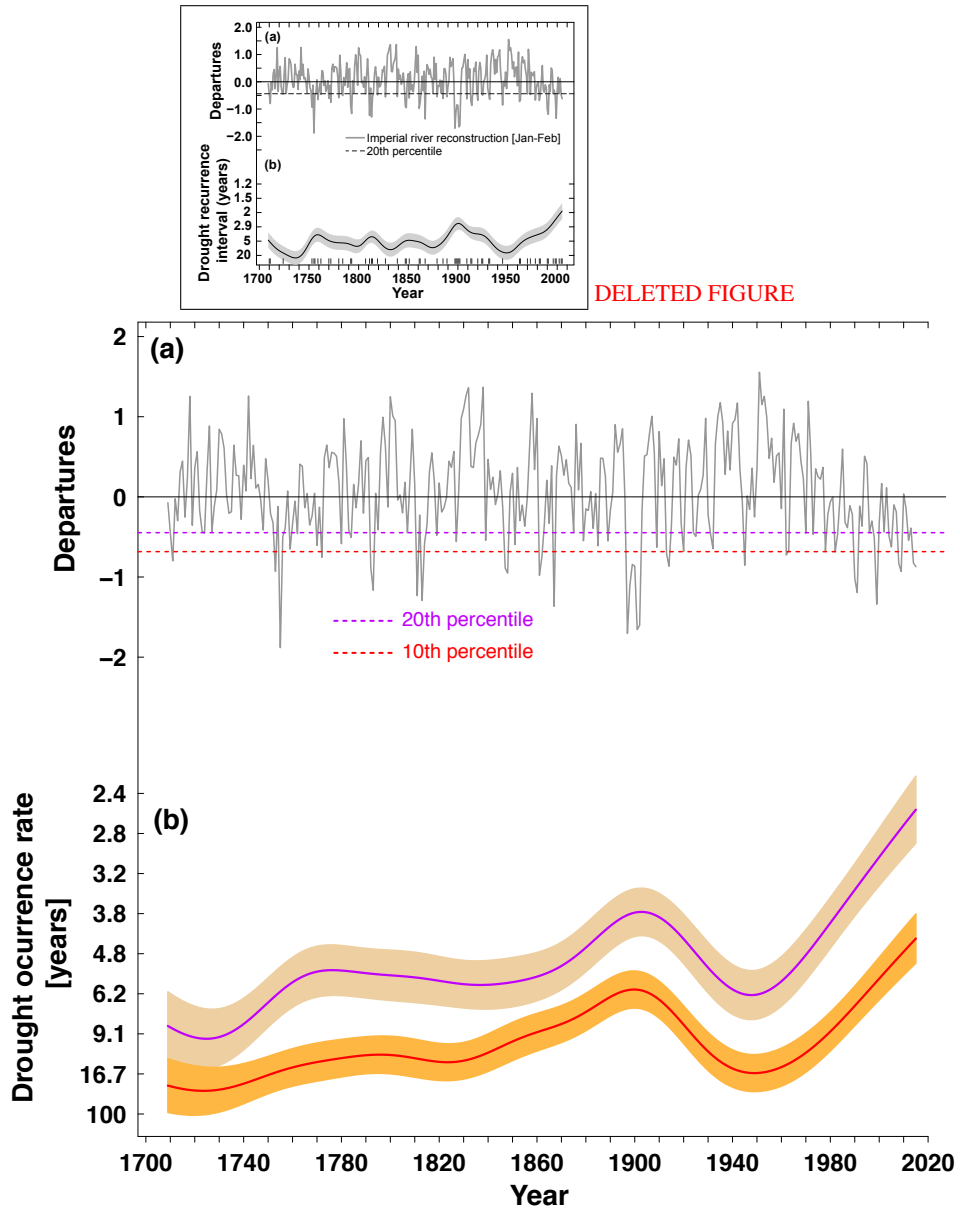 (a)
2.0
1.0
0.0
−1.0
−2.0
Departures
Imperial river reconstruction [Jan-Feb]
20th percentile
(b)
1.2
1.5
2
2.9
5
20
Drought recurrence
interval (years)
1700 1750 1800 1850 1900 1950 2000
Year
DELETED FIGURE
(a)
2
1
0
−1
−2
Departures
20th percentile
10th percentile
(b)
2.4
2.8
3.2
3.8
4.8
6.2
9.1
16.7
100
Drought ocurrence rate
[years]
1700 1740 1780 1820 1860 1900 1940 1980 2020
Year